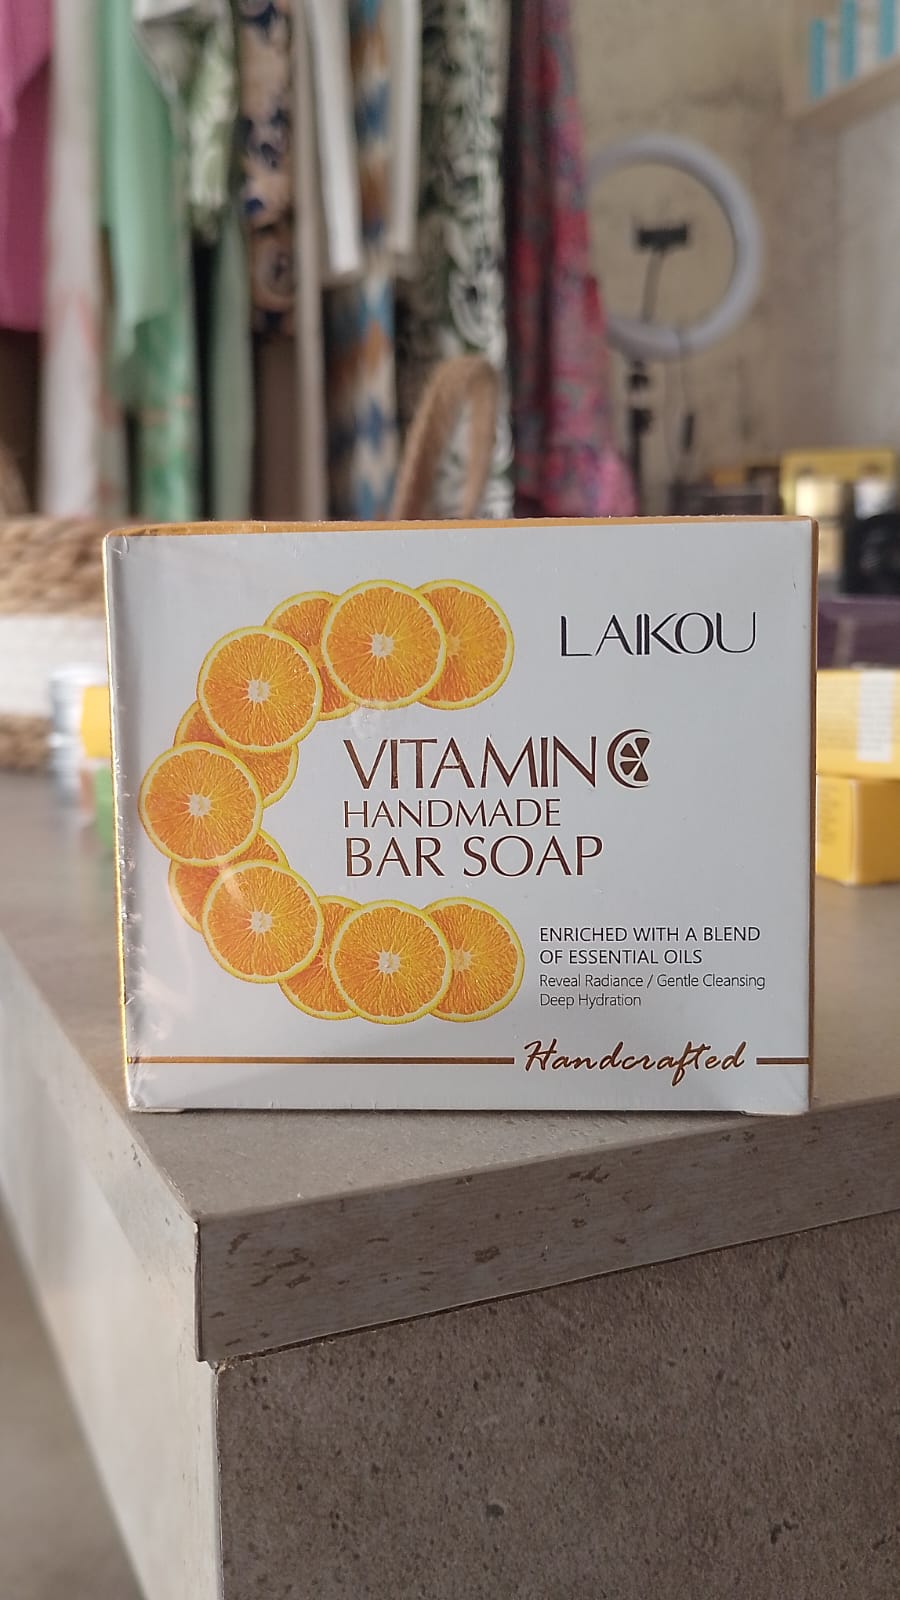 LAIKOU
VITAMIN C
HANDMADE
BAR SOAP
ENRICHED WITH A BLEND
OF ESSENTIAL OILS
Reveal Radiance / Gentle Cleansing
Deep Hydration
Handcrafted